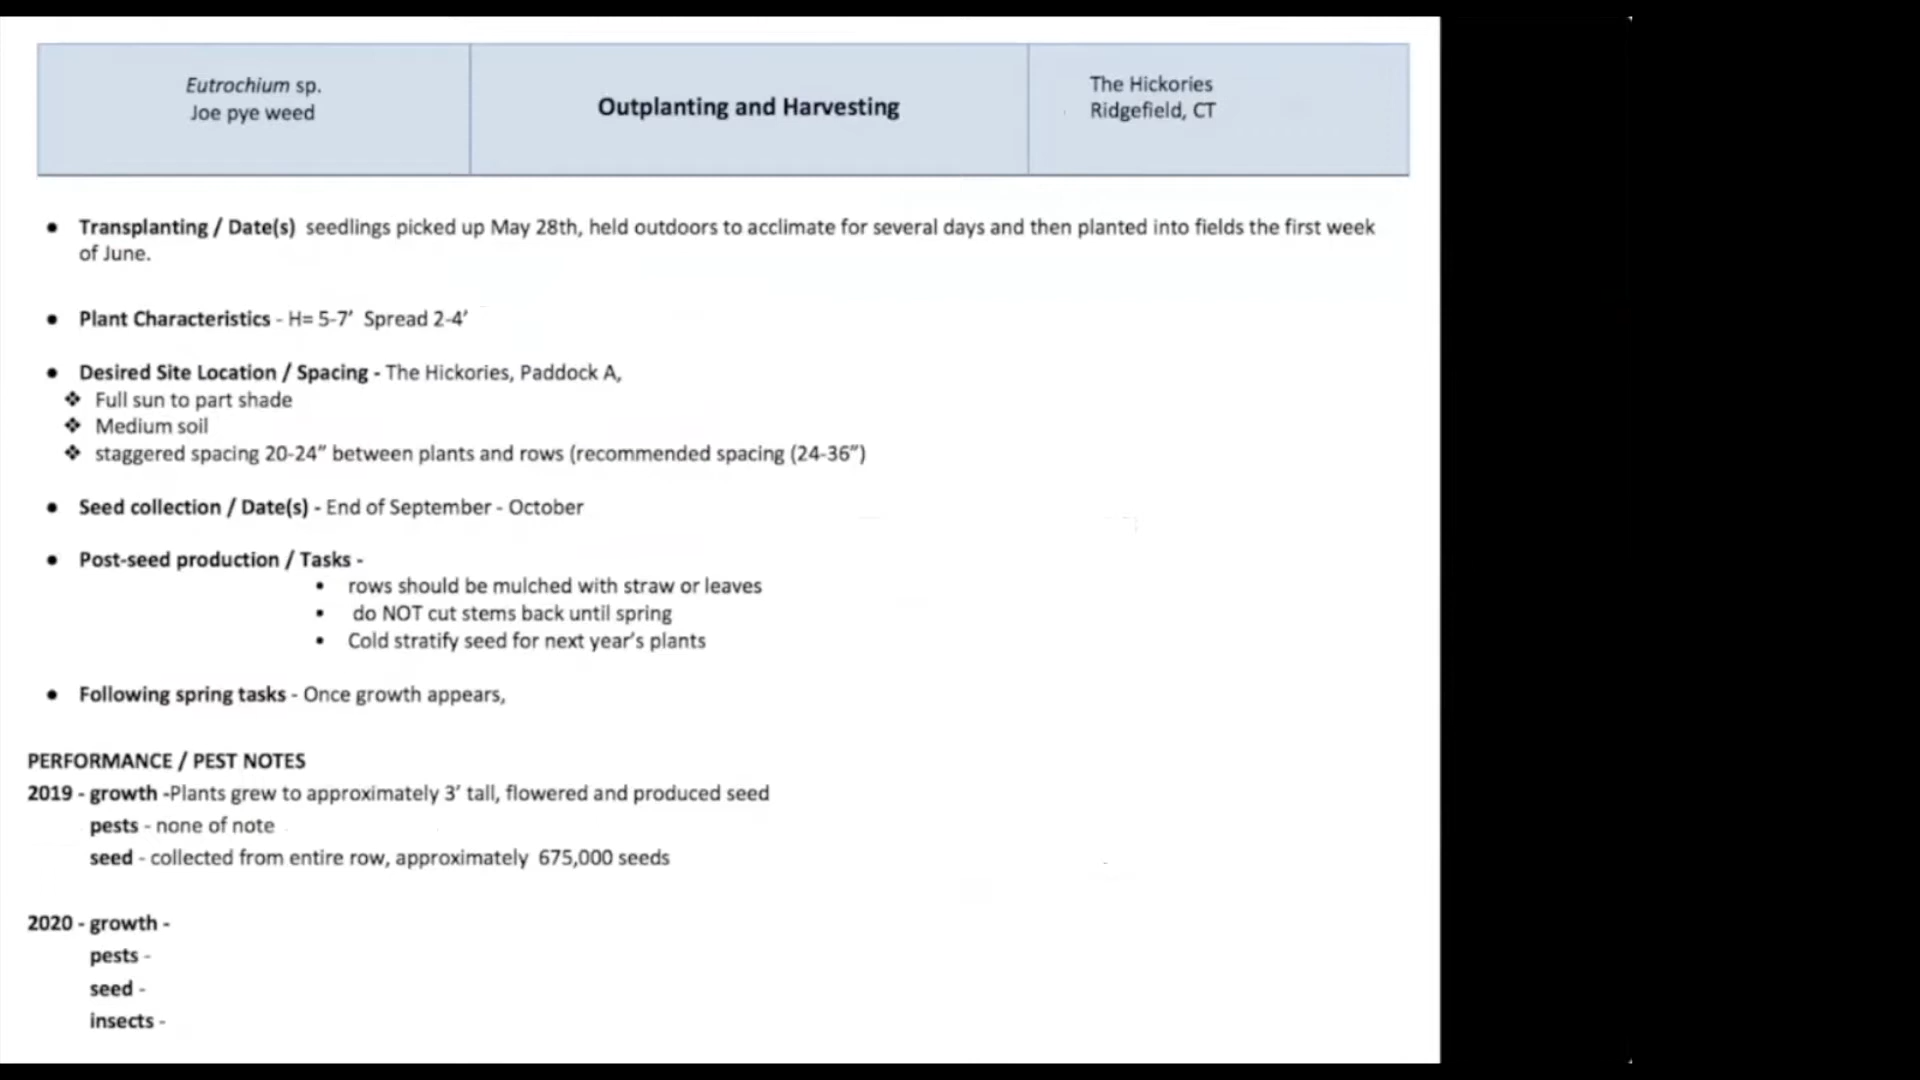 Eutrochium sp.
Joe pye weed
Outplanting and Harvesting
The Hickories
Ridgefield, CT
● Transplanting / Date(s) seedlings picked up May 28th, held outdoors to acclimate for several days and then planted into fields the first week
of June.
● Plant Characteristics - H= 5-7’ Spread 2-4’
● Desired Site Location / Spacing - The Hickories, Paddock A,
❖ Full sun to part shade
❖ Medium soil
❖ staggered spacing 20-24” between plants and rows (recommended spacing (24-36”)
● Seed collection / Date(s) - End of September - October
● Post-seed production / Tasks -
▪ rows should be mulched with straw or leaves
▪ do NOT cut stems back until spring
▪ Cold stratify seed for next year’s plants
● Following spring tasks - Once growth appears,
PERFORMANCE / PEST NOTES
2019 - growth -Plants grew to approximately 3’ tall, flowered and produced seed
pests - none of note
seed - collected from entire row, approximately 675,000 seeds
2020 - growth -
pests -
seed -
insects -